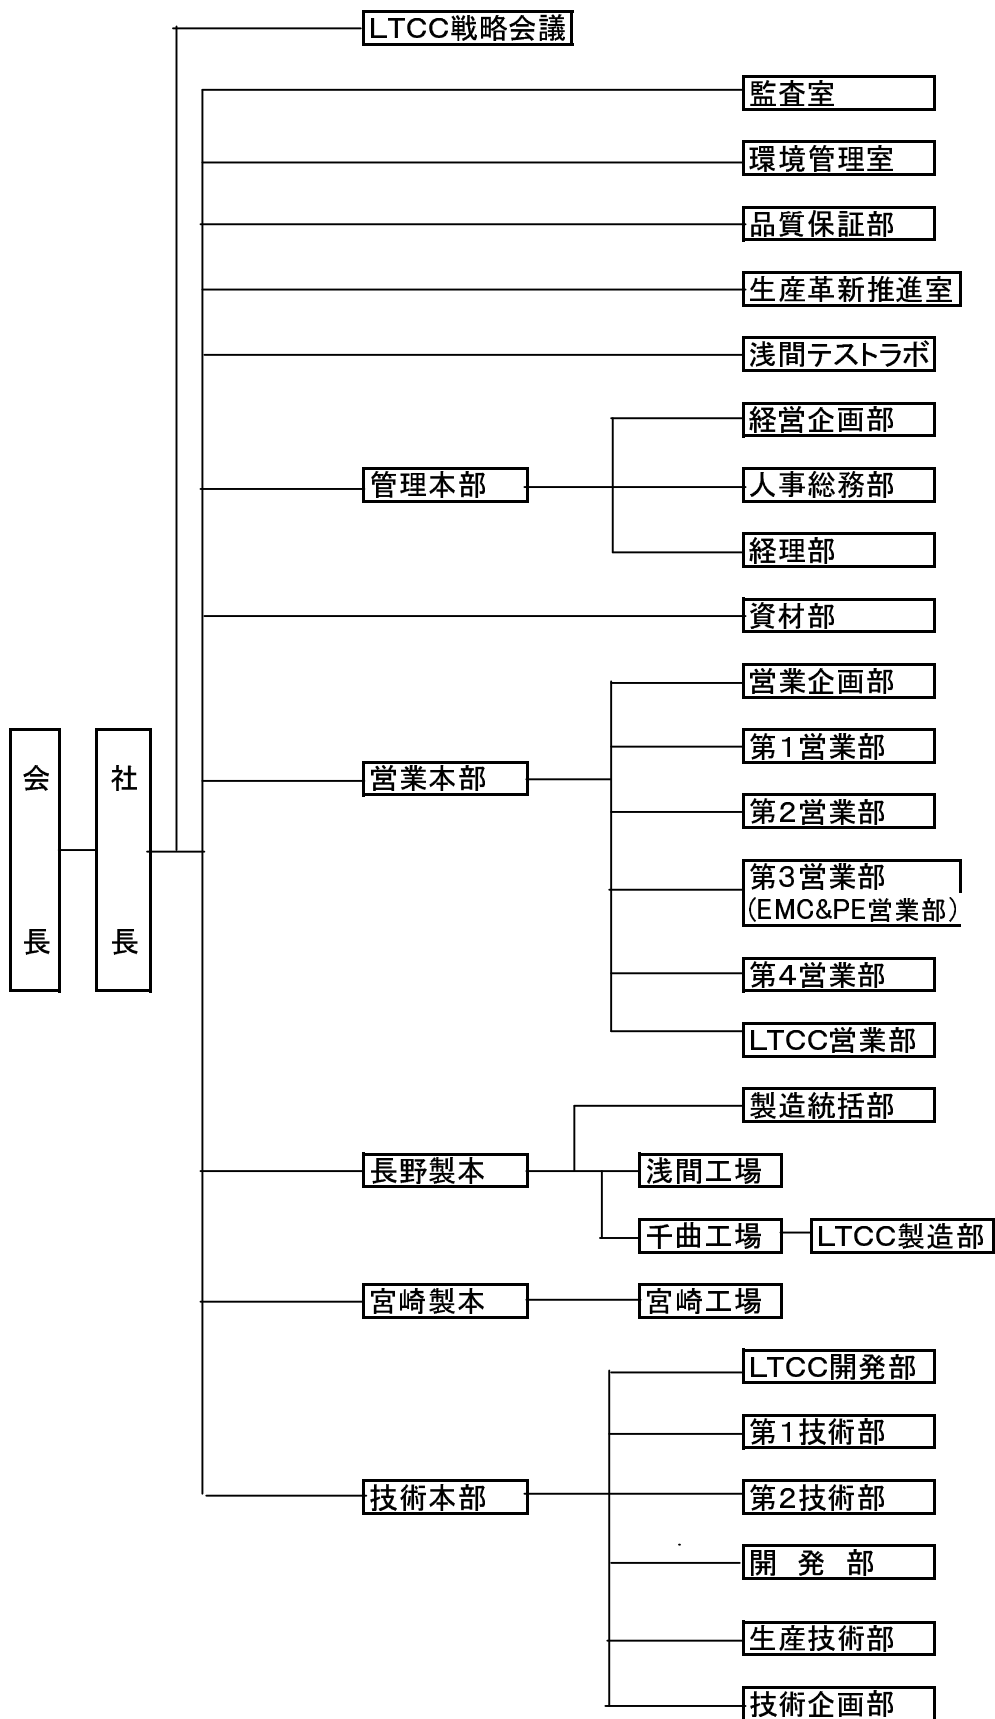 LTCC戦略会議
監査室
環境管理室
品質保証部
生産革新推進室
浅間テストラボ
経営企画部
管理本部
人事総務部
経理部
資材部
営業企画部
第1営業部
営業本部
第2営業部
第3営業部
(EMC&PE営業部)
第4営業部
LTCC営業部
会長
社長
製造統括部
長野製本
浅間工場
千曲工場
LTCC製造部
宮崎製本
宮崎工場
LTCC開発部
第1技術部
技術本部
第2技術部
開 発 部
生産技術部
技術企画部